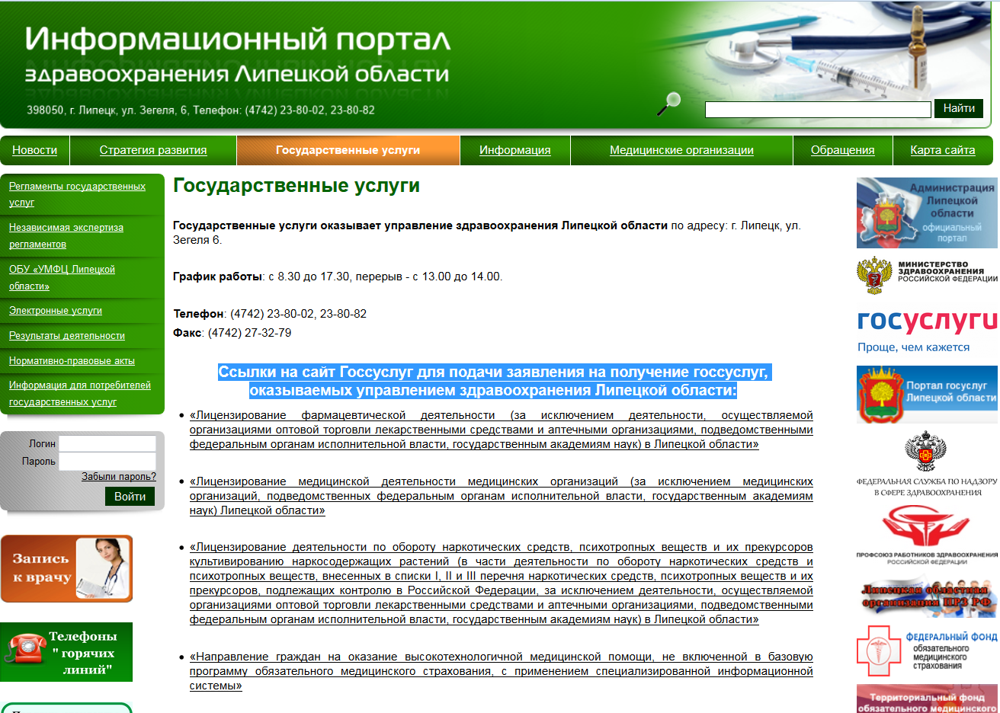 Информационный портал
здравоохранения Липецкой области
398050, г. Липецк, ул. Зегеля, 6, Телефон: (4742) 23-80-02, 23-80-82
Найти
Новости
Стратегия развития
Государственные услуги
Информация
Медицинские организации
Обращения
Карта сайта
Регламенты государственных
услуг
Независимая экспертиза
регламентов
ОБУ «УМФЦ Липецкой
области»
Электронные услуги
Результаты деятельности
Нормативно-правовые акты
Информация для потребителей
государственных услуг
Логин
Пароль
Забыли пароль?
Войти
Запись
к врачу
Телефоны
" горячих
линий"
Государственные услуги
Государственные услуги оказывает управление здравоохранения Липецкой области по адресу: г. Липецк, ул.
Зегеля 6.
График работы: с 8.30 до 17.30, перерыв - с 13.00 до 14.00.
Телефон: (4742) 23-80-02, 23-80-82
Факс: (4742) 27-32-79
Ссылки на сайт Госсуслуг для подачи заявления на получение госсуслуг,
оказываемых управлением здравоохранения Липецкой области:
• «Лицензирование фармацевтической деятельности (за исключением деятельности, осуществляемой
организациями оптовой торговли лекарственными средствами и аптечными организациями, подведомственными
федеральным органам исполнительной власти, государственным академиям наук) в Липецкой области»
• «Лицензирование медицинской деятельности медицинских организаций (за исключением медицинских
организаций, подведомственных федеральным органам исполнительной власти, государственным академиям
наук) Липецкой области»
• «Лицензирование деятельности по обороту наркотических средств, психотропных веществ и их прекурсоров
культивированию наркосодержащих растений (в части деятельности по обороту наркотических средств и
психотропных веществ, внесенных в списки I, II и III перечня наркотических средств, психотропных веществ и их
прекурсоров, подлежащих контролю в Российской Федерации, за исключением деятельности, осуществляемой
организациями оптовой торговли лекарственными средствами и аптечными организациями, подведомственными
федеральным органам исполнительной власти, государственным академиям наук) в Липецкой области»
• «Направление граждан на оказание высокотехнологичной медицинской помощи, не включенной в базовую
программу обязательного медицинского страхования, с применением специализированной информационной
системы»
Администрация
Липецкой
области
официальный
портал
МИНИСТЕРСТВО
ЗДРАВООХРАНЕНИЯ
РОССИЙСКОЙ ФЕДЕРАЦИИ
госуслуги
Проще, чем кажется
Портал госуслуг
Липецкой области
ФЕДЕРАЛЬНАЯ СЛУЖБА ПО НАДЗОРУ
В СФЕРЕ ЗДРАВООХРАНЕНИЯ
ПРОФСОЮЗ РАБОТНИКОВ ЗДРАВООХРАНЕНИЯ
РОССИЙСКОЙ ФЕДЕРАЦИИ
Липецкая областная
организация ПРЗ РФ
ФЕДЕРАЛЬНЫЙ ФОНД
обязательного
медицинского
страхования
Территориальный фонд
обязательного медицинского